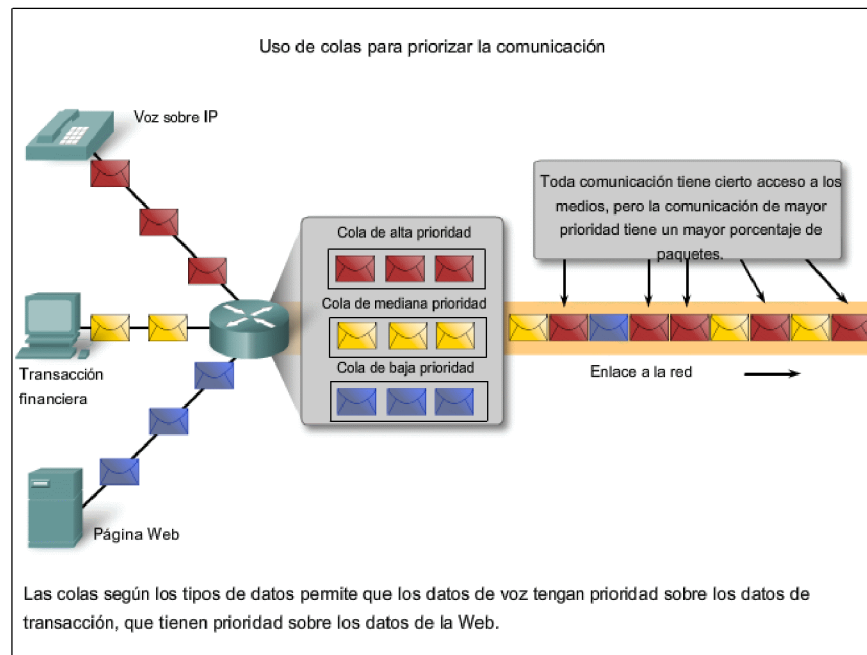 Uso de colas para priorizar la comunicación
Voz sobre IP
Toda comunicación tiene cierto acceso a los
medios, pero la comunicación de mayor
prioridad tiene un mayor porcentaje de
paquetes.
Cola de alta prioridad
Cola de mediana prioridad
Cola de baja prioridad
Enlace a la red
Transacción
financiera
Página Web
Las colas según los tipos de datos permite que los datos de voz tengan prioridad sobre los datos de
transacción, que tienen prioridad sobre los datos de la Web.